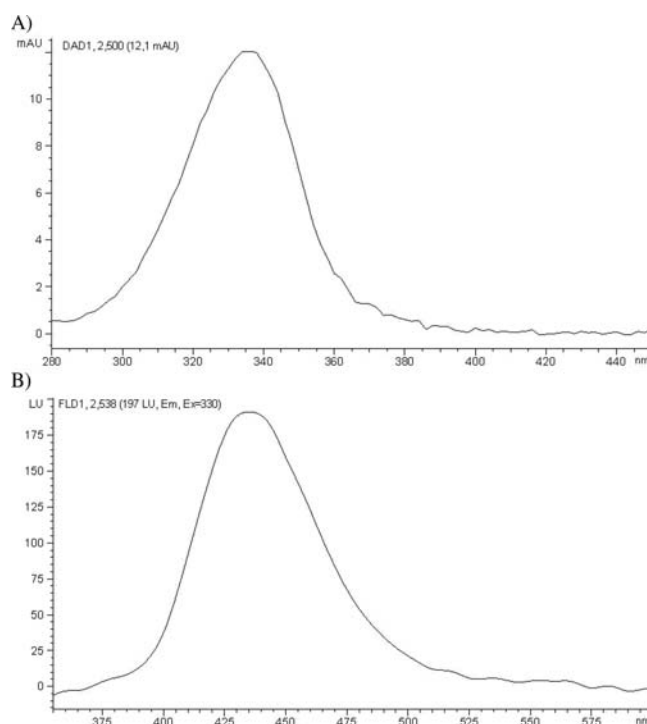 A)
mAU
DAD1, 2,500 (12,1 mAU)
10
8
6
4
2
0
280 300 320 340 360 380 400 420 440 nm
B)
LU
FLD1, 2,538 (197 LU, Em, Ex=330)
175
150
125
100
75
50
25
0
375 400 425 450 475 500 525 550 575 nm